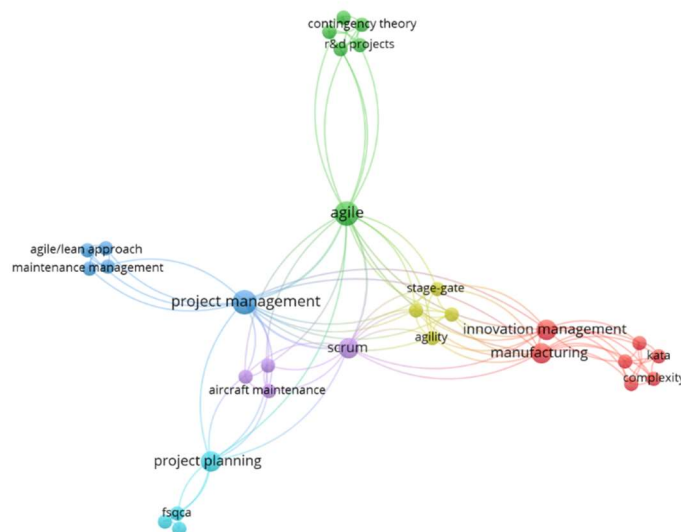 contingency theory
r&d projects
agile
agile/lean approach
maintenance management
project management
stage-gate
agility
innovation management
manufacturing
scrum
kata
complexity
aircraft maintenance
project planning
fsqca